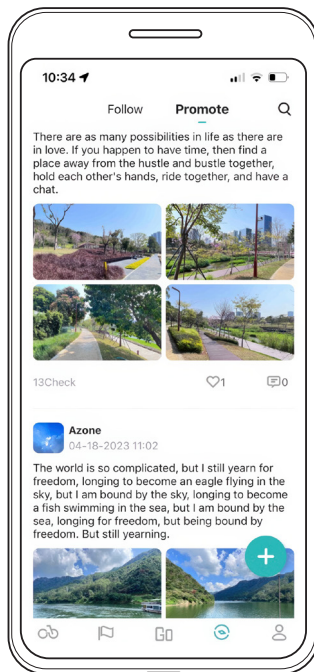 10:34
Follow
Promote
There are as many possibilities in life as there are
in love. If you happen to have time, then find a
place away from the hustle and bustle together,
hold each other's hands, ride together, and have a
chat.
13Check
1
0
Azone
04-18-2023 11:02
The world is so complicated, but I still yearn for
freedom, longing to become an eagle flying in the
sky, but I am bound by the sky, longing to become
a fish swimming in the sea, but I am bound by the
sea, longing for freedom, but being bound by
freedom. But still yearning.
GO